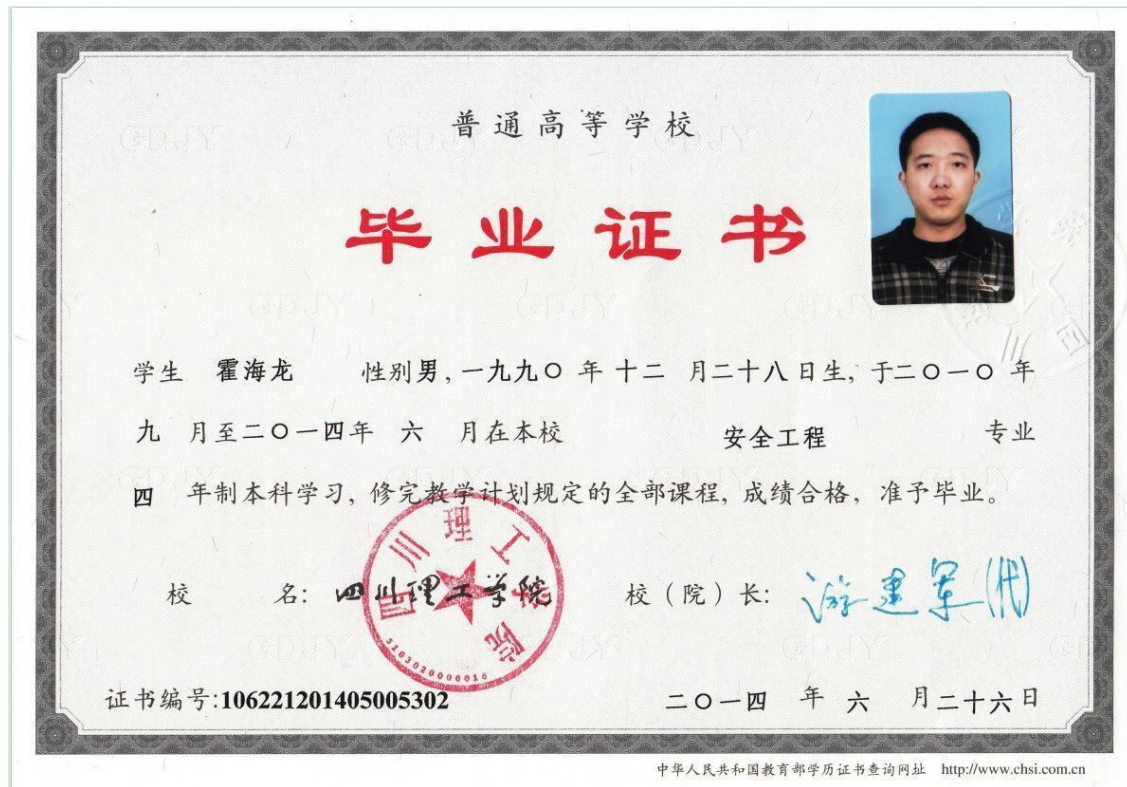 普通高等学校
毕业证书
学生 霍海龙 性别男,一九九〇年十二月二十八日生,于二〇一〇年
九月至二〇一四年六月在本校 安全工程 专业
四年制本科学习,修完教学计划规定的全部课程,成绩合格,准予毕业。
校 名: 四川理工学院 校(院)长: 游建军(代)
四川理工学院
5103020000016
证书编号:106221201405005302 二〇一四年六月二十六日
中华人民共和国教育部学历证书查询网址 http://www.chsi.com.cn